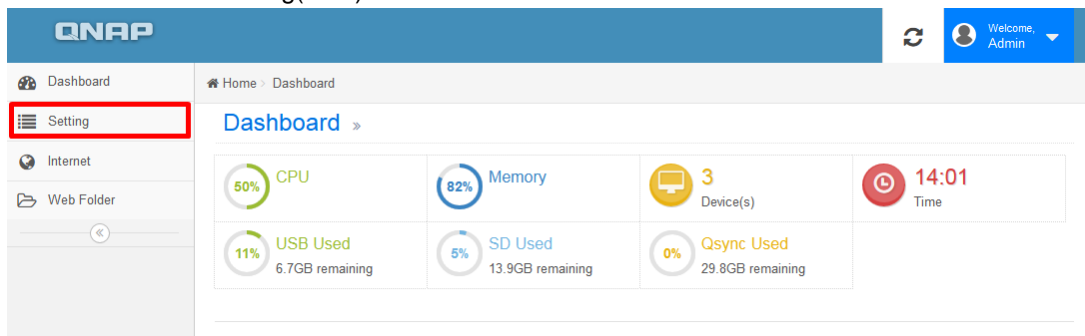 QNAP
Welcome,
Admin
Dashboard
Home > Dashboard
Setting
Dashboard »
Internet
Web Folder
50%
CPU
82%
Memory
3
Device(s)
14:01
Time
11%
USB Used
6.7GB remaining
5%
SD Used
13.9GB remaining
0%
Qsync Used
29.8GB remaining